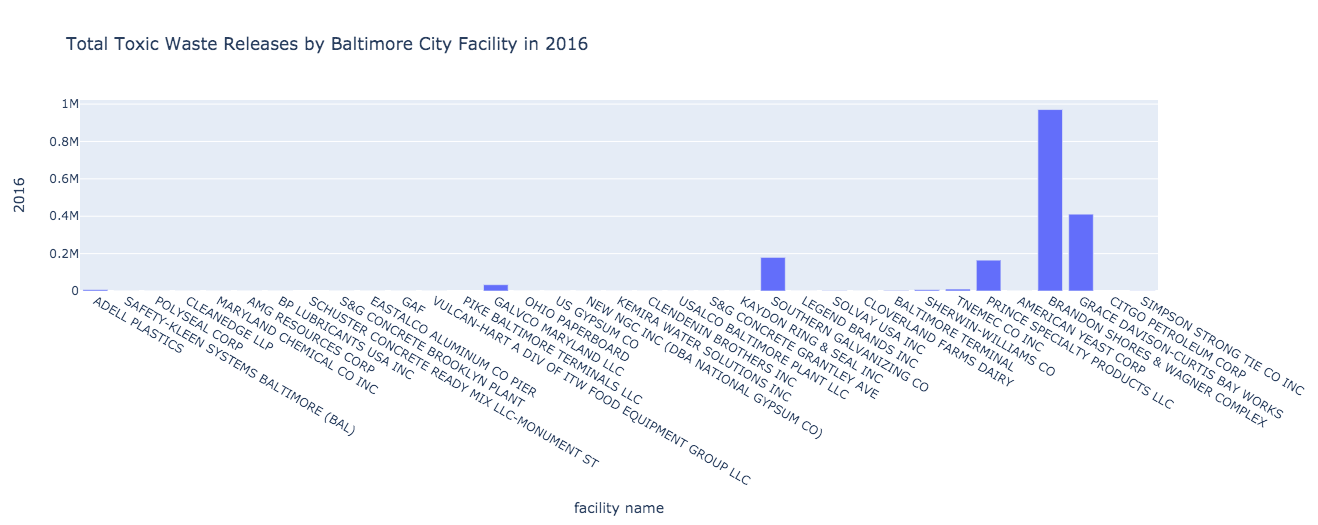 Total Toxic Waste Releases by Baltimore City Facility in 2016
1M
0.8M
0.6M
0.4M
0.2M
0
2016
ADELL PLASTICS
SAFETY-KLEEN SYSTEMS BALTIMORE (BAL)
POLYSEAL CORP
CLEANEDGE LLP
MARYLAND CHEMICAL CO INC
AMG RESOURCES CORP
BP LUBRICANTS USA INC
SCHUSTER CONCRETE READY MIX LLC-MONUMENT ST
S&G CONCRETE BROOKLYN PLANT
EASTALCO ALUMINUM CO PIER
GAF
VULCAN-HART A DIV OF ITW FOOD EQUIPMENT GROUP LLC
PIKE BALTIMORE TERMINALS LLC
GALVCO MARYLAND LLC
OHIO PAPERBOARD
US GYPSUM CO
NEW NGC INC (DBA NATIONAL GYPSUM CO)
KEMIRA WATER SOLUTIONS INC
CLENDENIN BROTHERS INC
USALCO BALTIMORE PLANT LLC
S&G CONCRETE GRANTLEY AVE
KAYDON RING & SEAL INC
SOUTHERN GALVANIZING CO
LEGEND BRANDS INC
SOLVAY USA INC
CLOVERLAND FARMS DAIRY
BALTIMORE TERMINAL
SHERWIN-WILLIAMS CO
TNEMEC CO INC
PRINCE SPECIALTY PRODUCTS LLC
AMERICAN YEAST CORP
BRANDON SHORES & WAGNER COMPLEX
GRACE DAVISON-CURTIS BAY WORKS
CITGO PETROLEUM CORP
SIMPSON STRONG TIE CO INC
facility name